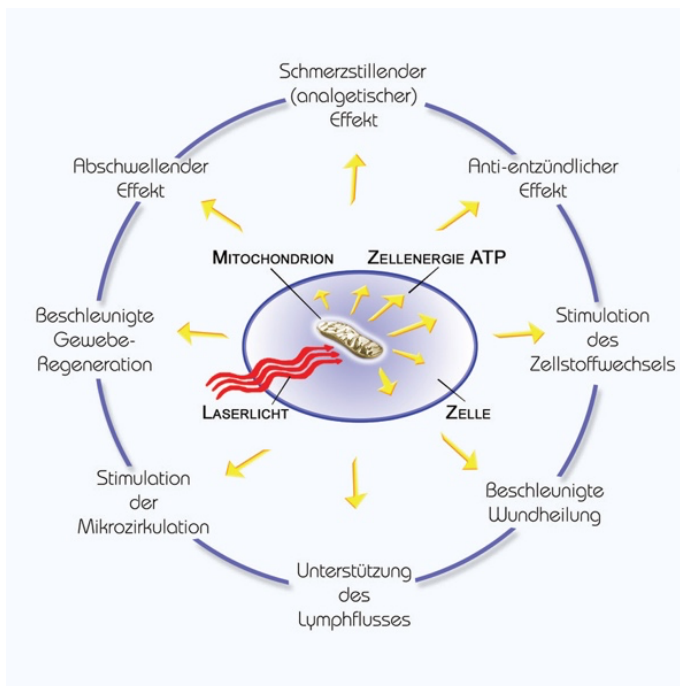 Schmerzstillender
(analgetischer)
Effekt
Abschwellender
Effekt
Anti-entzündlicher
Effekt
MITOCHONDRION
ZELLENERGIE ATP
Beschleunigte
Gewebe-
Regeneration
Stimulation
des
Zellstoffwechsels
LASERLICHT
ZELLE
Stimulation
der
Mikrozirkulation
Beschleunigte
Wundheilung
Unterstützung
des
Lymphflusses